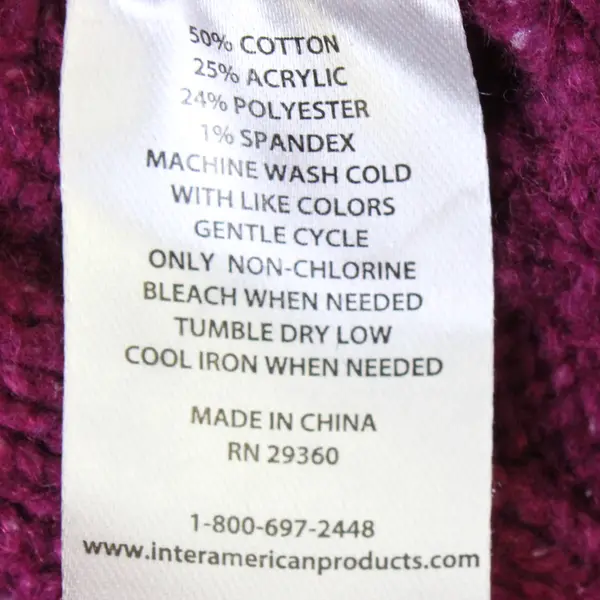 50% COTTON
25% ACRYLIC
24% POLYESTER
1% SPANDEX
MACHINE WASH COLD
WITH LIKE COLORS
GENTLE CYCLE
ONLY NON-CHLORINE
BLEACH WHEN NEEDED
TUMBLE DRY LOW
COOL IRON WHEN NEEDED
MADE IN CHINA
RN 29360
1-800-697-2448
www.interamericanproducts.com